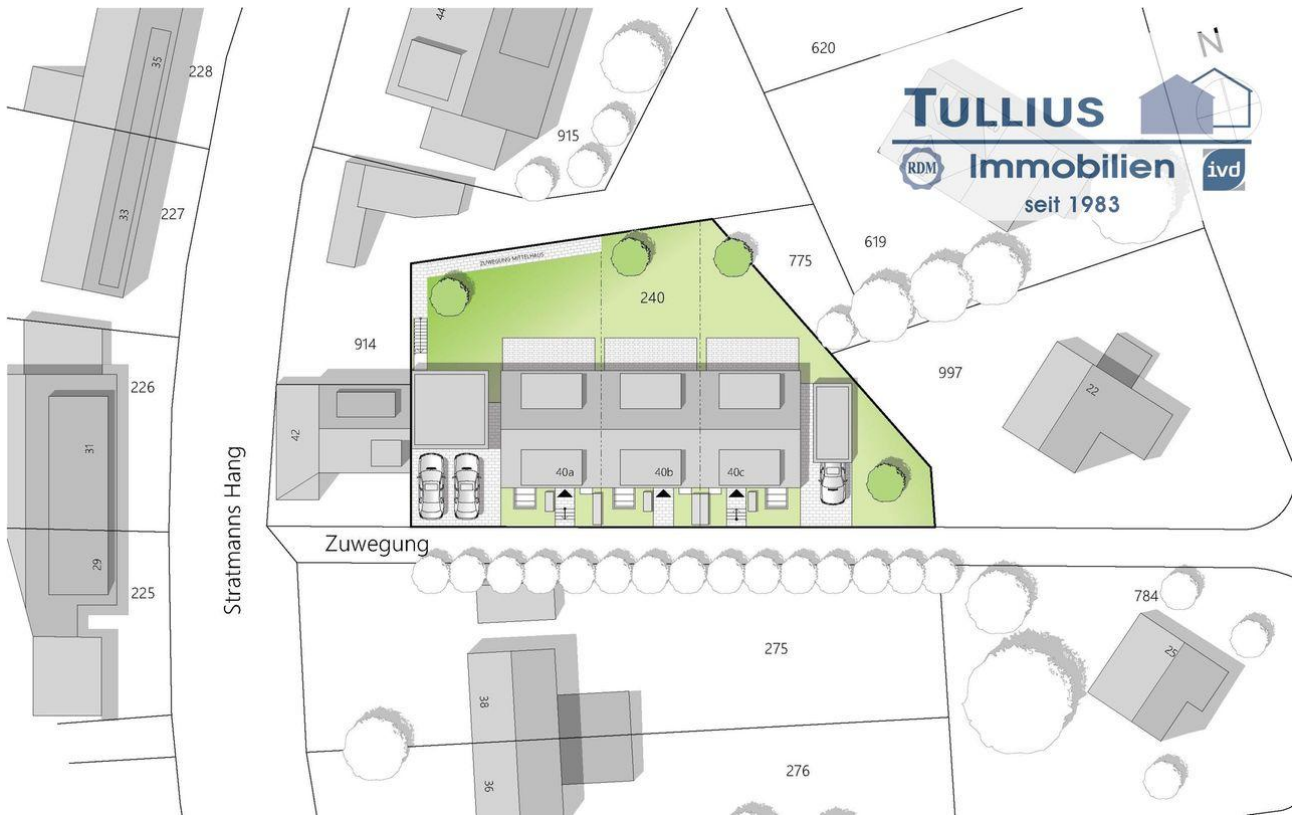 44
620
N
35
228
TULLIUS
915
RDM
Immobilien
ivd
seit 1983
33
227
619
775
ZUWEGUNG MITTELHAUS
240
914
997
226
22
42
31
40a
40b
40c
Stratmanns Hang
Zuwegung
29
225
784
275
25
38
276
36